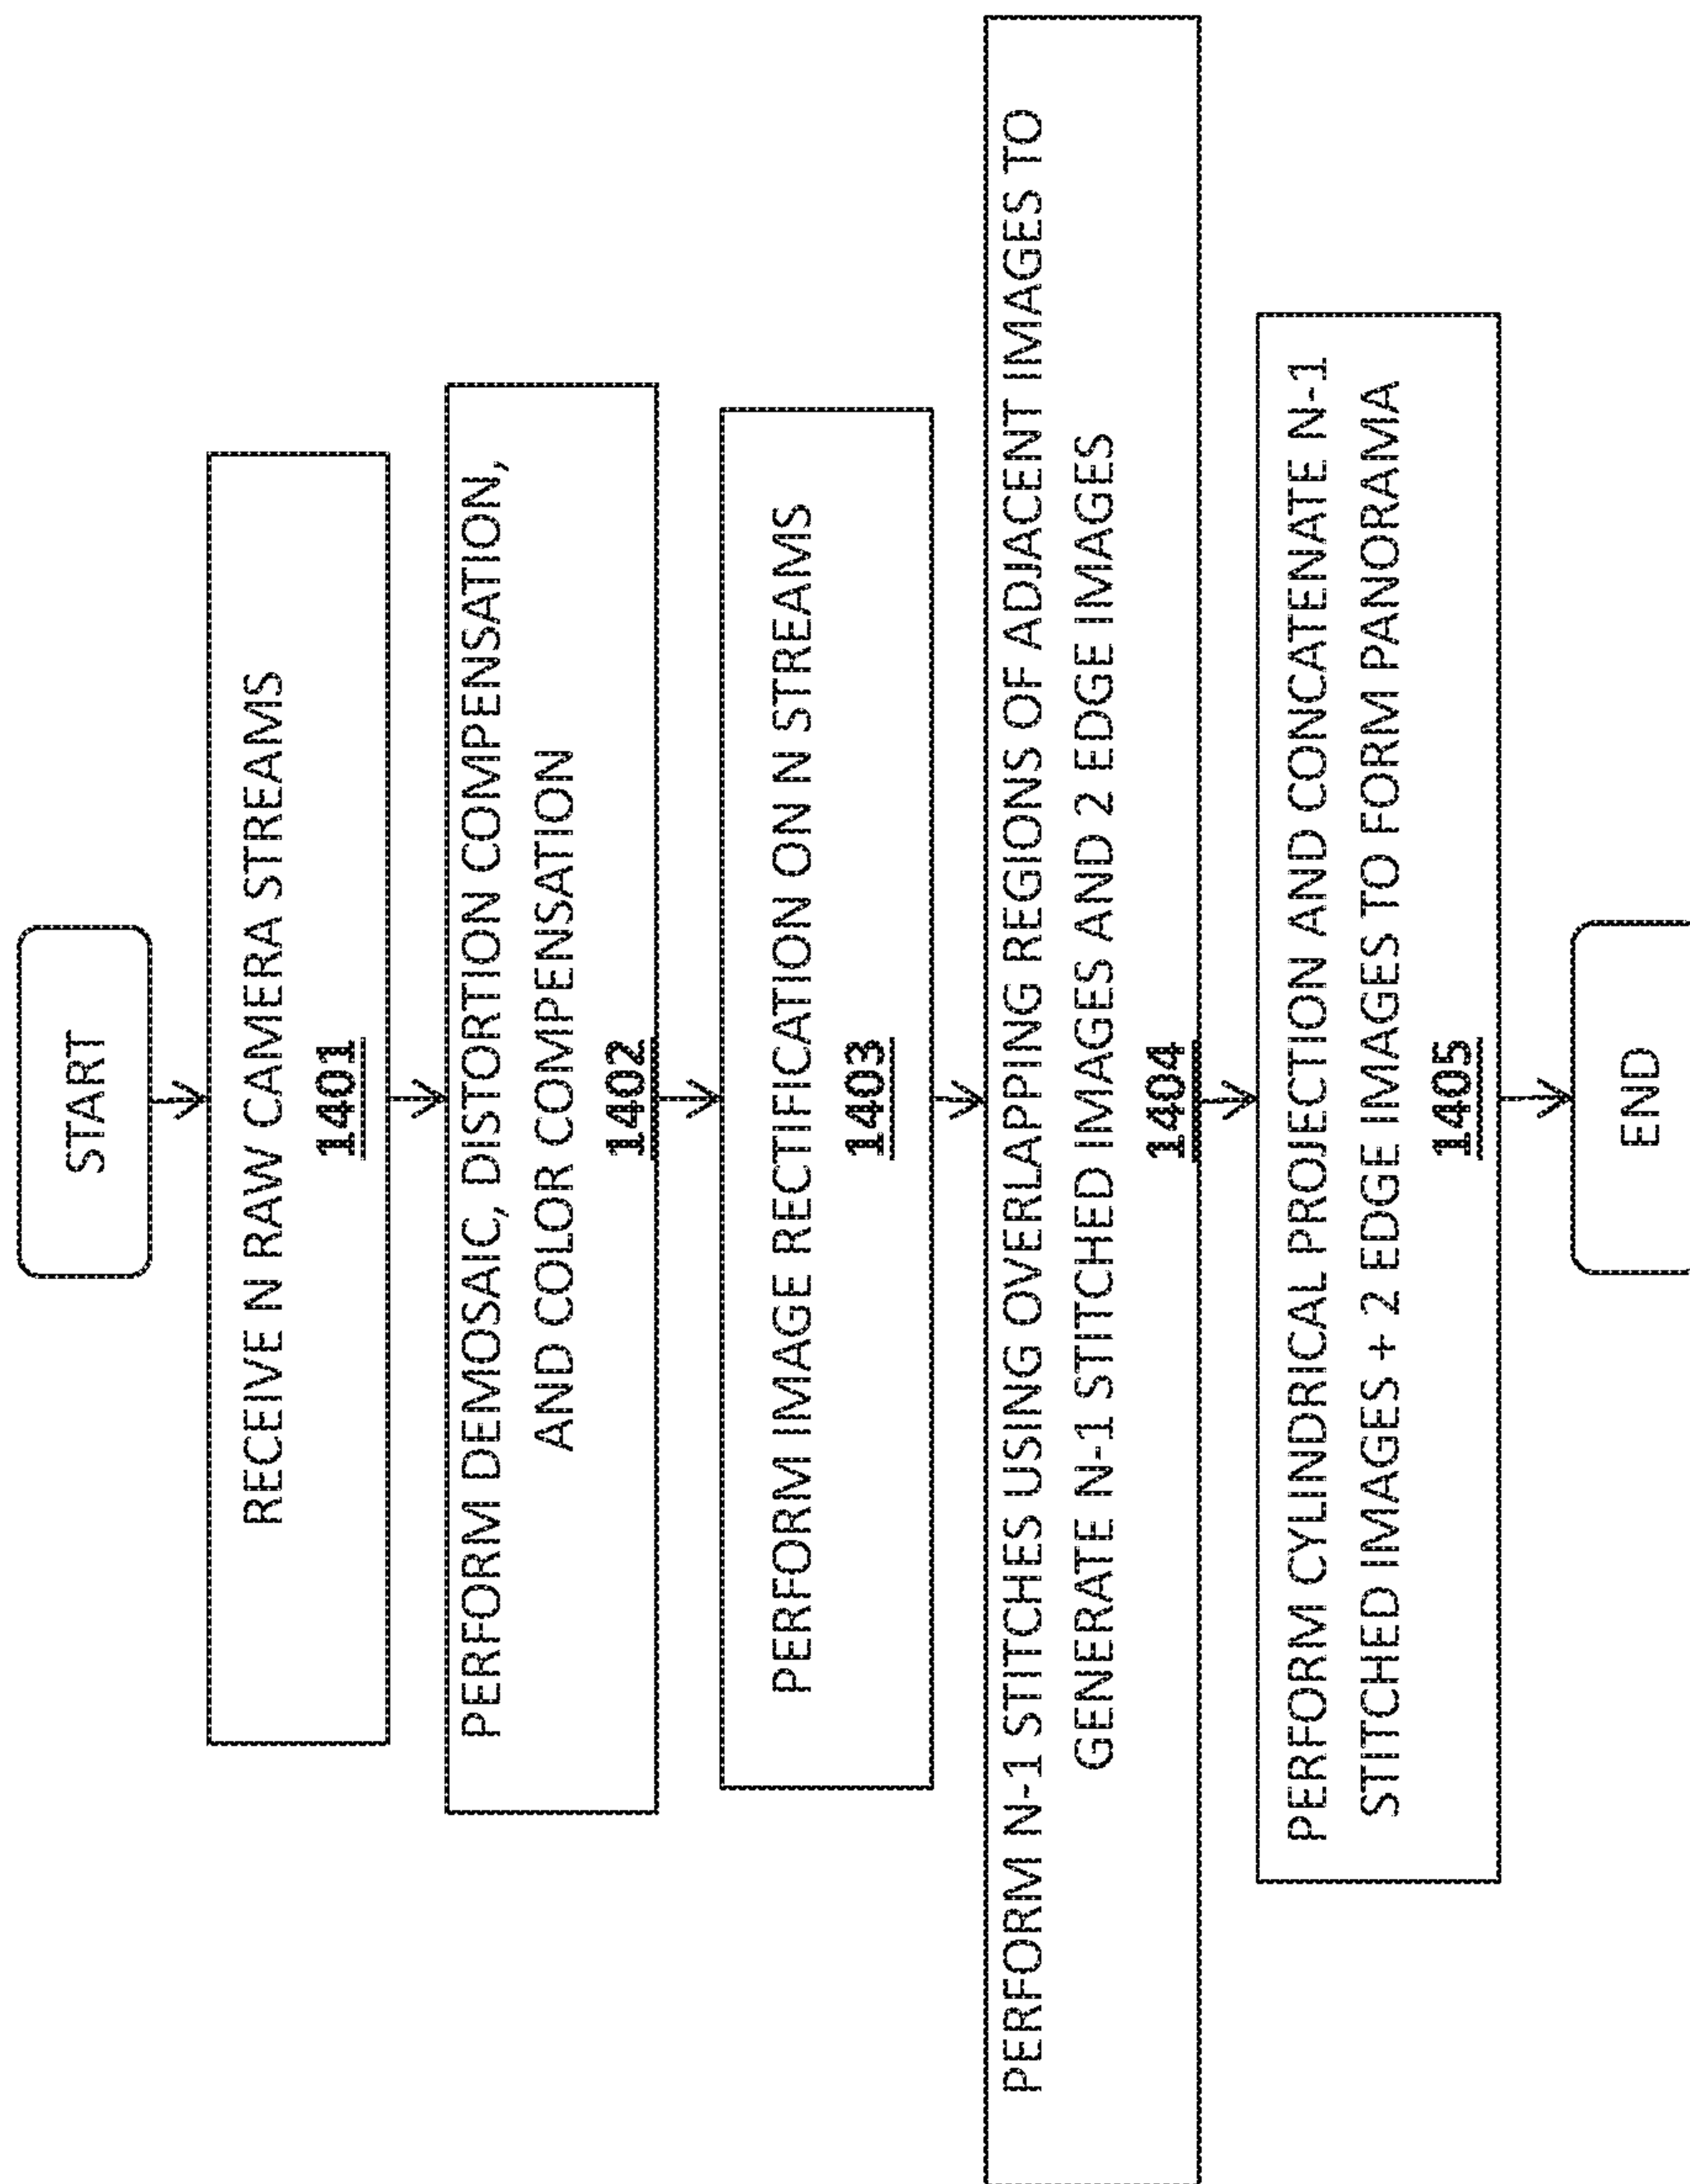 START
RECEIVE N RAW CAMERA STREAMS
1401
PERFORM DEMOSAIC, DISTORTION COMPENSATION,
AND COLOR COMPENSATION
1402
PERFORM IMAGE RECTIFICATION ON N STREAMS
1403
PERFORM N-1 STITCHES USING OVERLAPPING REGIONS OF ADJACENT IMAGES TO
GENERATE N-1 STITCHED IMAGES AND 2 EDGE IMAGES
1404
PERFORM CYLINDRICAL PROJECTION AND CONCATENATE N-1
STITCHED IMAGES + 2 EDGE IMAGES TO FORM PANORAMA
1405
END